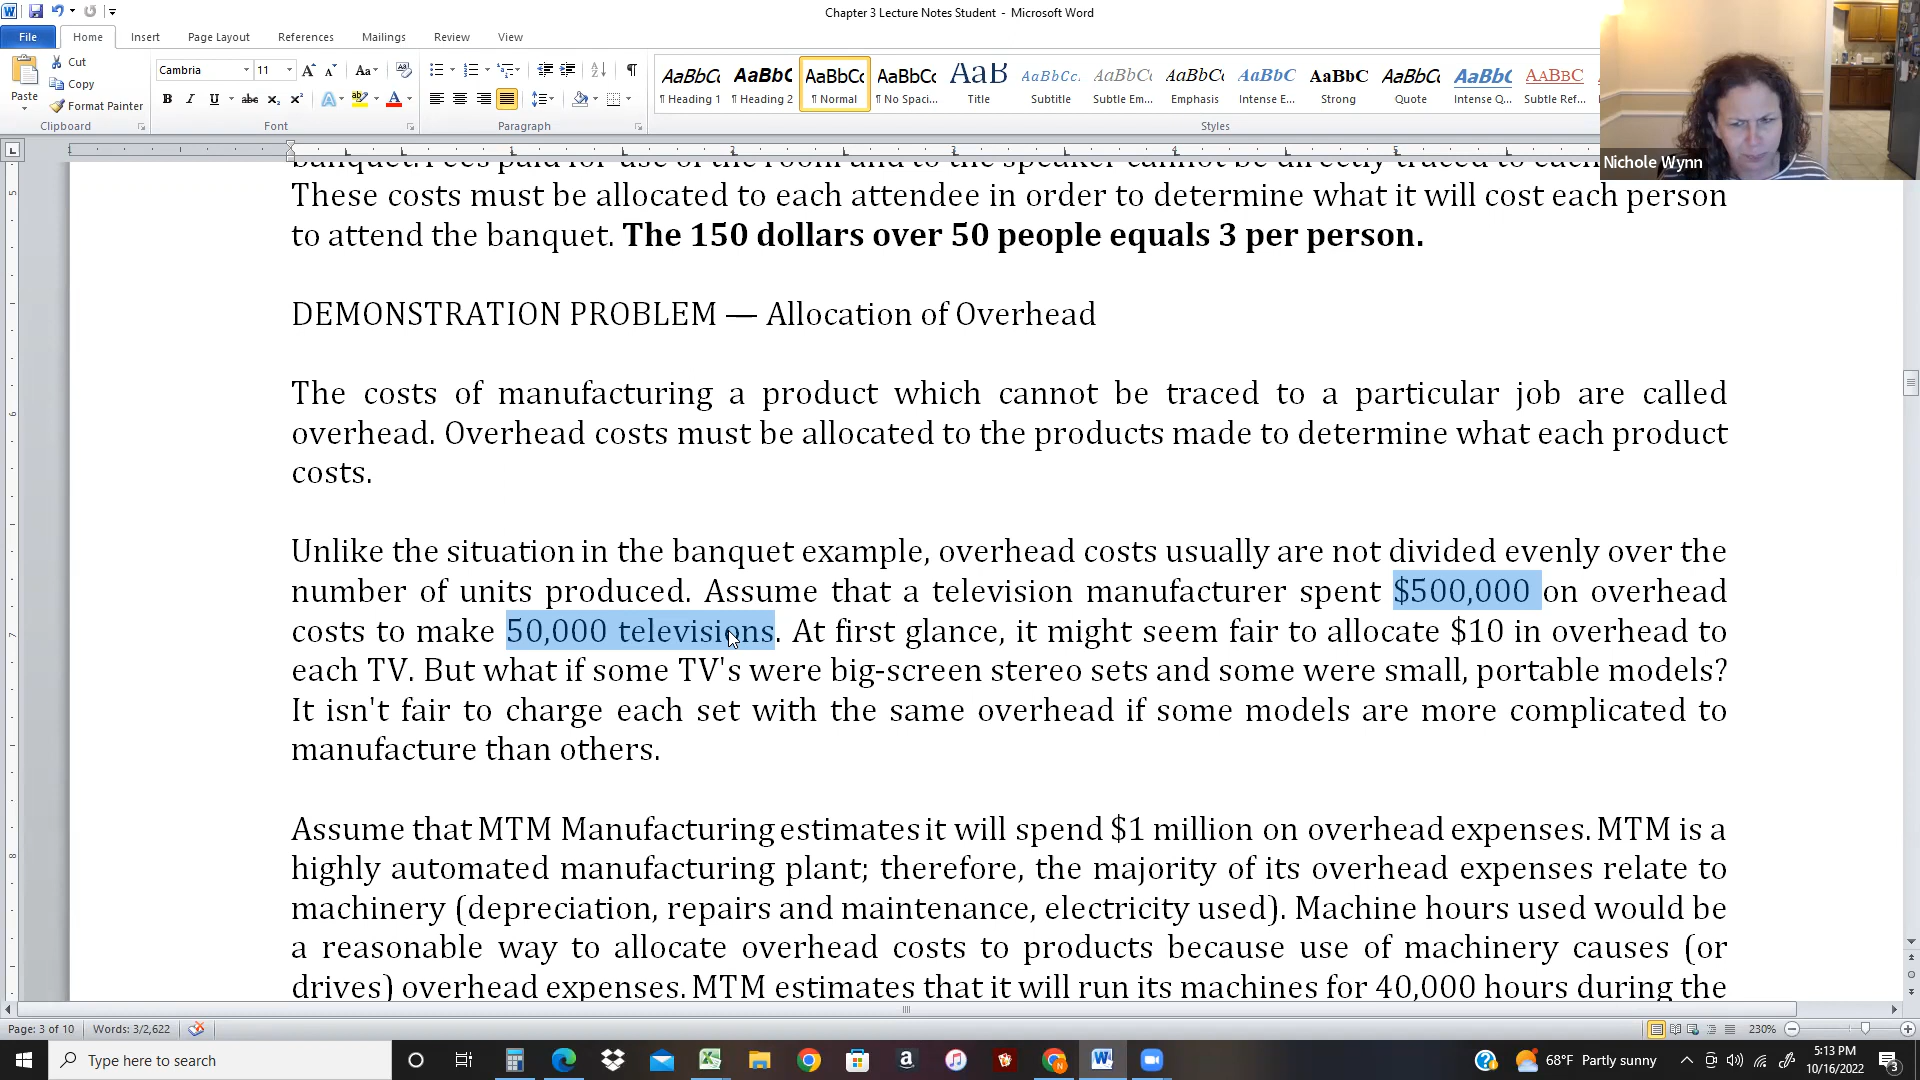 Chapter 3 Lecture Notes Student - Microsoft Word
File Home Insert Page Layout References Mailings Review View
Cut
Copy
Format Painter
Paste
Clipboard
Cambria 11
B I U abc
Font
Paragraph
AaBbCc AaBbC AaBbCc AaBbCc AaB AaBbCc. AaBbCc AaBbCc AaBbC AaBbC AaBbCc AaBbC AABBC
Heading 1 Heading 2 Normal No Spaci... Title Subtitle Subtle Em... Emphasis Intense E... Strong Quote Intense Q... Subtle Ref...
Styles
Nichole Wynn
These costs must be allocated to each attendee in order to determine what it will cost each person
to attend the banquet. The 150 dollars over 50 people equals 3 per person.
DEMONSTRATION PROBLEM — Allocation of Overhead
The costs of manufacturing a product which cannot be traced to a particular job are called
overhead. Overhead costs must be allocated to the products made to determine what each product
costs.
Unlike the situation in the banquet example, overhead costs usually are not divided evenly over the
number of units produced. Assume that a television manufacturer spent $500,000 on overhead
costs to make 50,000 televisions. At first glance, it might seem fair to allocate $10 in overhead to
each TV. But what if some TV's were big-screen stereo sets and some were small, portable models?
It isn't fair to charge each set with the same overhead if some models are more complicated to
manufacture than others.
Assume that MTM Manufacturing estimates it will spend $1 million on overhead expenses. MTM is a
highly automated manufacturing plant; therefore, the majority of its overhead expenses relate to
machinery (depreciation, repairs and maintenance, electricity used). Machine hours used would be
a reasonable way to allocate overhead costs to products because use of machinery causes (or
drives) overhead expenses. MTM estimates that it will run its machines for 40,000 hours during the
Page: 3 of 10 Words: 3/2,622 230%
Type here to search
68°F Partly sunny
5:13 PM
10/16/2022
3